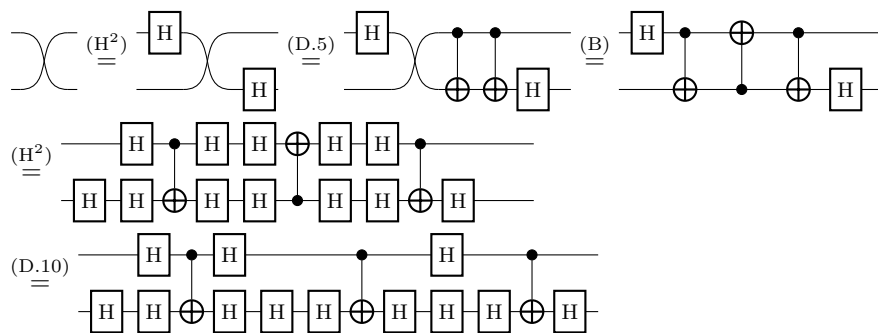 (H²) = H H (D.5) = H H (B) = H H
(H²) = H H H H H
H H H H H H H
(D.10) = H H H
H H H H H H H H H